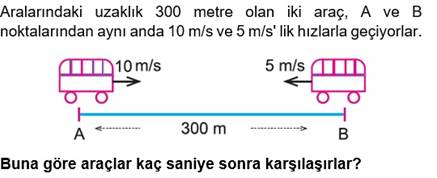 Aralarındaki uzaklık 300 metre olan iki araç, A ve B
noktalarından aynı anda 10 m/s ve 5 m/s' lik hızlarla geçiyorlar.
10 m/s 5 m/s
A 300 m B
Buna göre araçlar kaç saniye sonra karşılaşırlar?